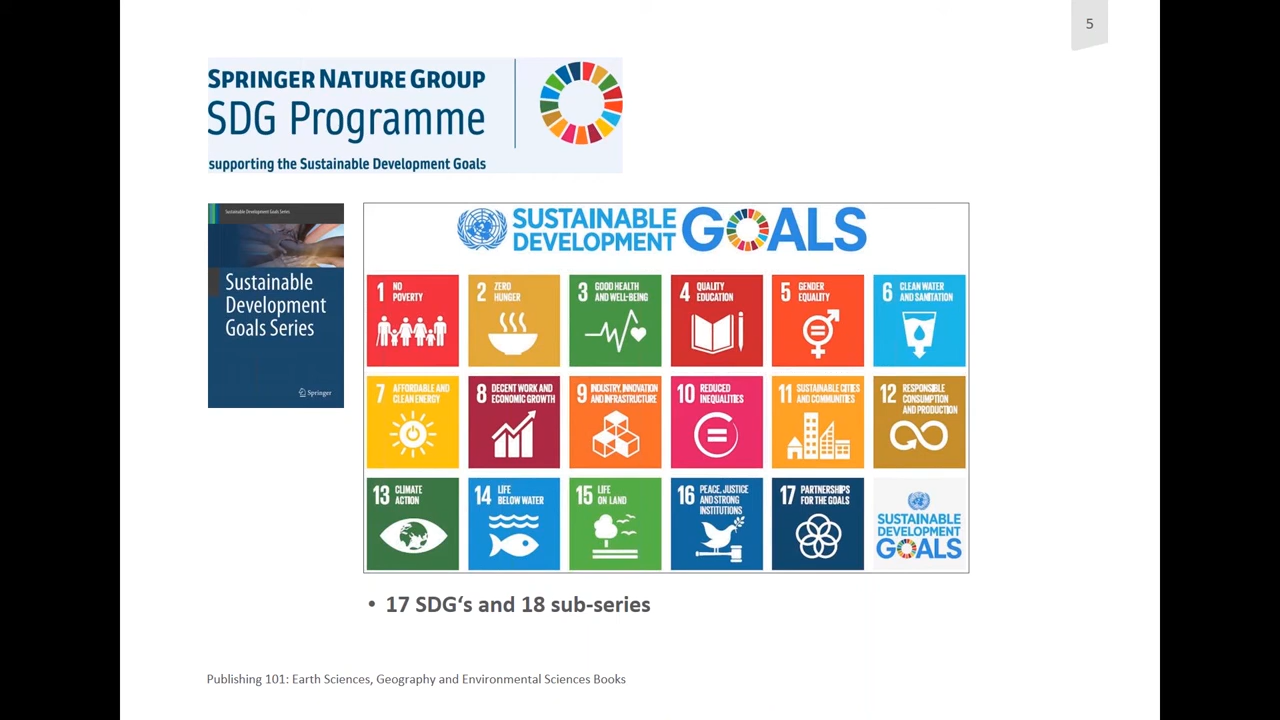 5
SPRINGER NATURE GROUP
SDG Programme
supporting the Sustainable Development Goals
Sustainable Development Goals Series
Sustainable
Development
Goals Series
Springer
SUSTAINABLE
DEVELOPMENT
GOALS
1 NO
POVERTY
2 ZERO
HUNGER
3 GOOD HEALTH
AND WELL-BEING
4 QUALITY
EDUCATION
5 GENDER
EQUALITY
6 CLEAN WATER
AND SANITATION
7 AFFORDABLE AND
CLEAN ENERGY
8 DECENT WORK AND
ECONOMIC GROWTH
9 INDUSTRY, INNOVATION
AND INFRASTRUCTURE
10 REDUCED
INEQUALITIES
11 SUSTAINABLE CITIES
AND COMMUNITIES
12 RESPONSIBLE
CONSUMPTION
AND PRODUCTION
13 CLIMATE
ACTION
14 LIFE
BELOW WATER
15 LIFE
ON LAND
16 PEACE, JUSTICE
AND STRONG
INSTITUTIONS
17 PARTNERSHIPS
FOR THE GOALS
SUSTAINABLE
DEVELOPMENT
GOALS
• 17 SDG‘s and 18 sub-series
Publishing 101: Earth Sciences, Geography and Environmental Sciences Books